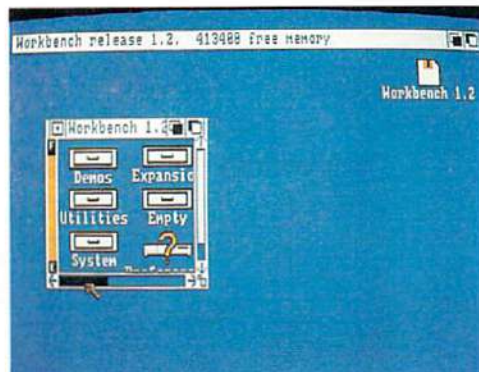 Workbench release 1.2. 413408 free memory
Workbench 1.2
Workbench 1.2
Demos Expansio
Utilities Empty
System